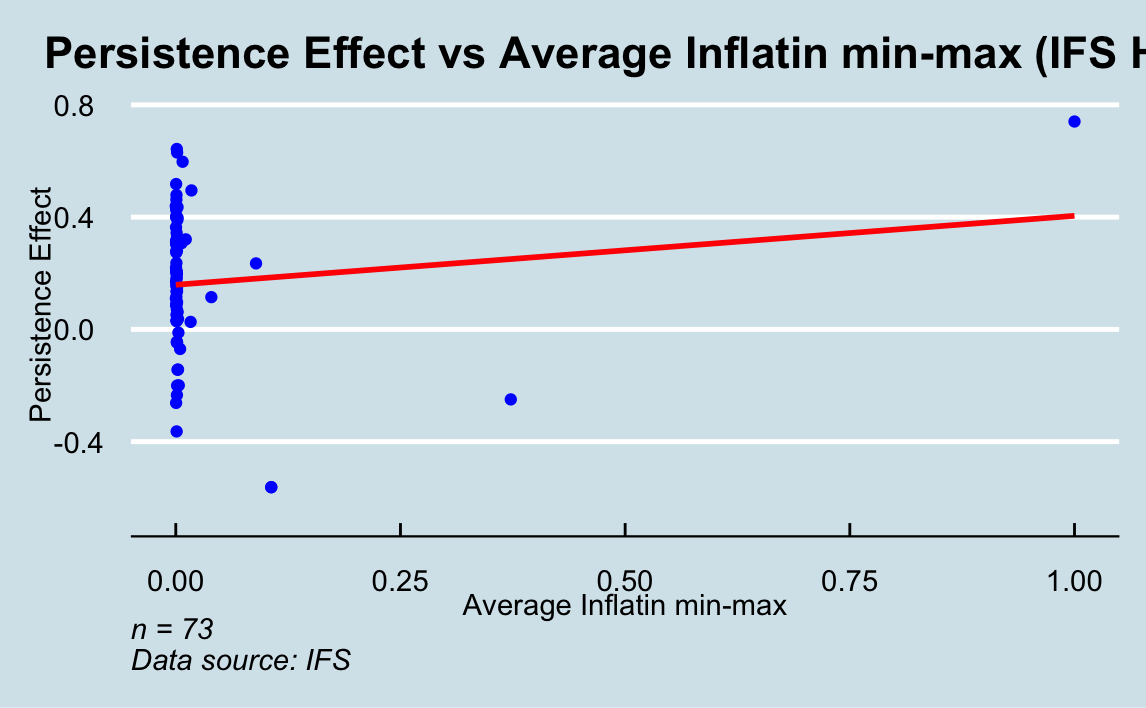 Persistence Effect vs Average Inflatin min-max (IFS H
0.8
0.4
0.0
-0.4
Persistence Effect
0.00 0.25 0.50 0.75 1.00
Average Inflatin min-max
n = 73
Data source: IFS